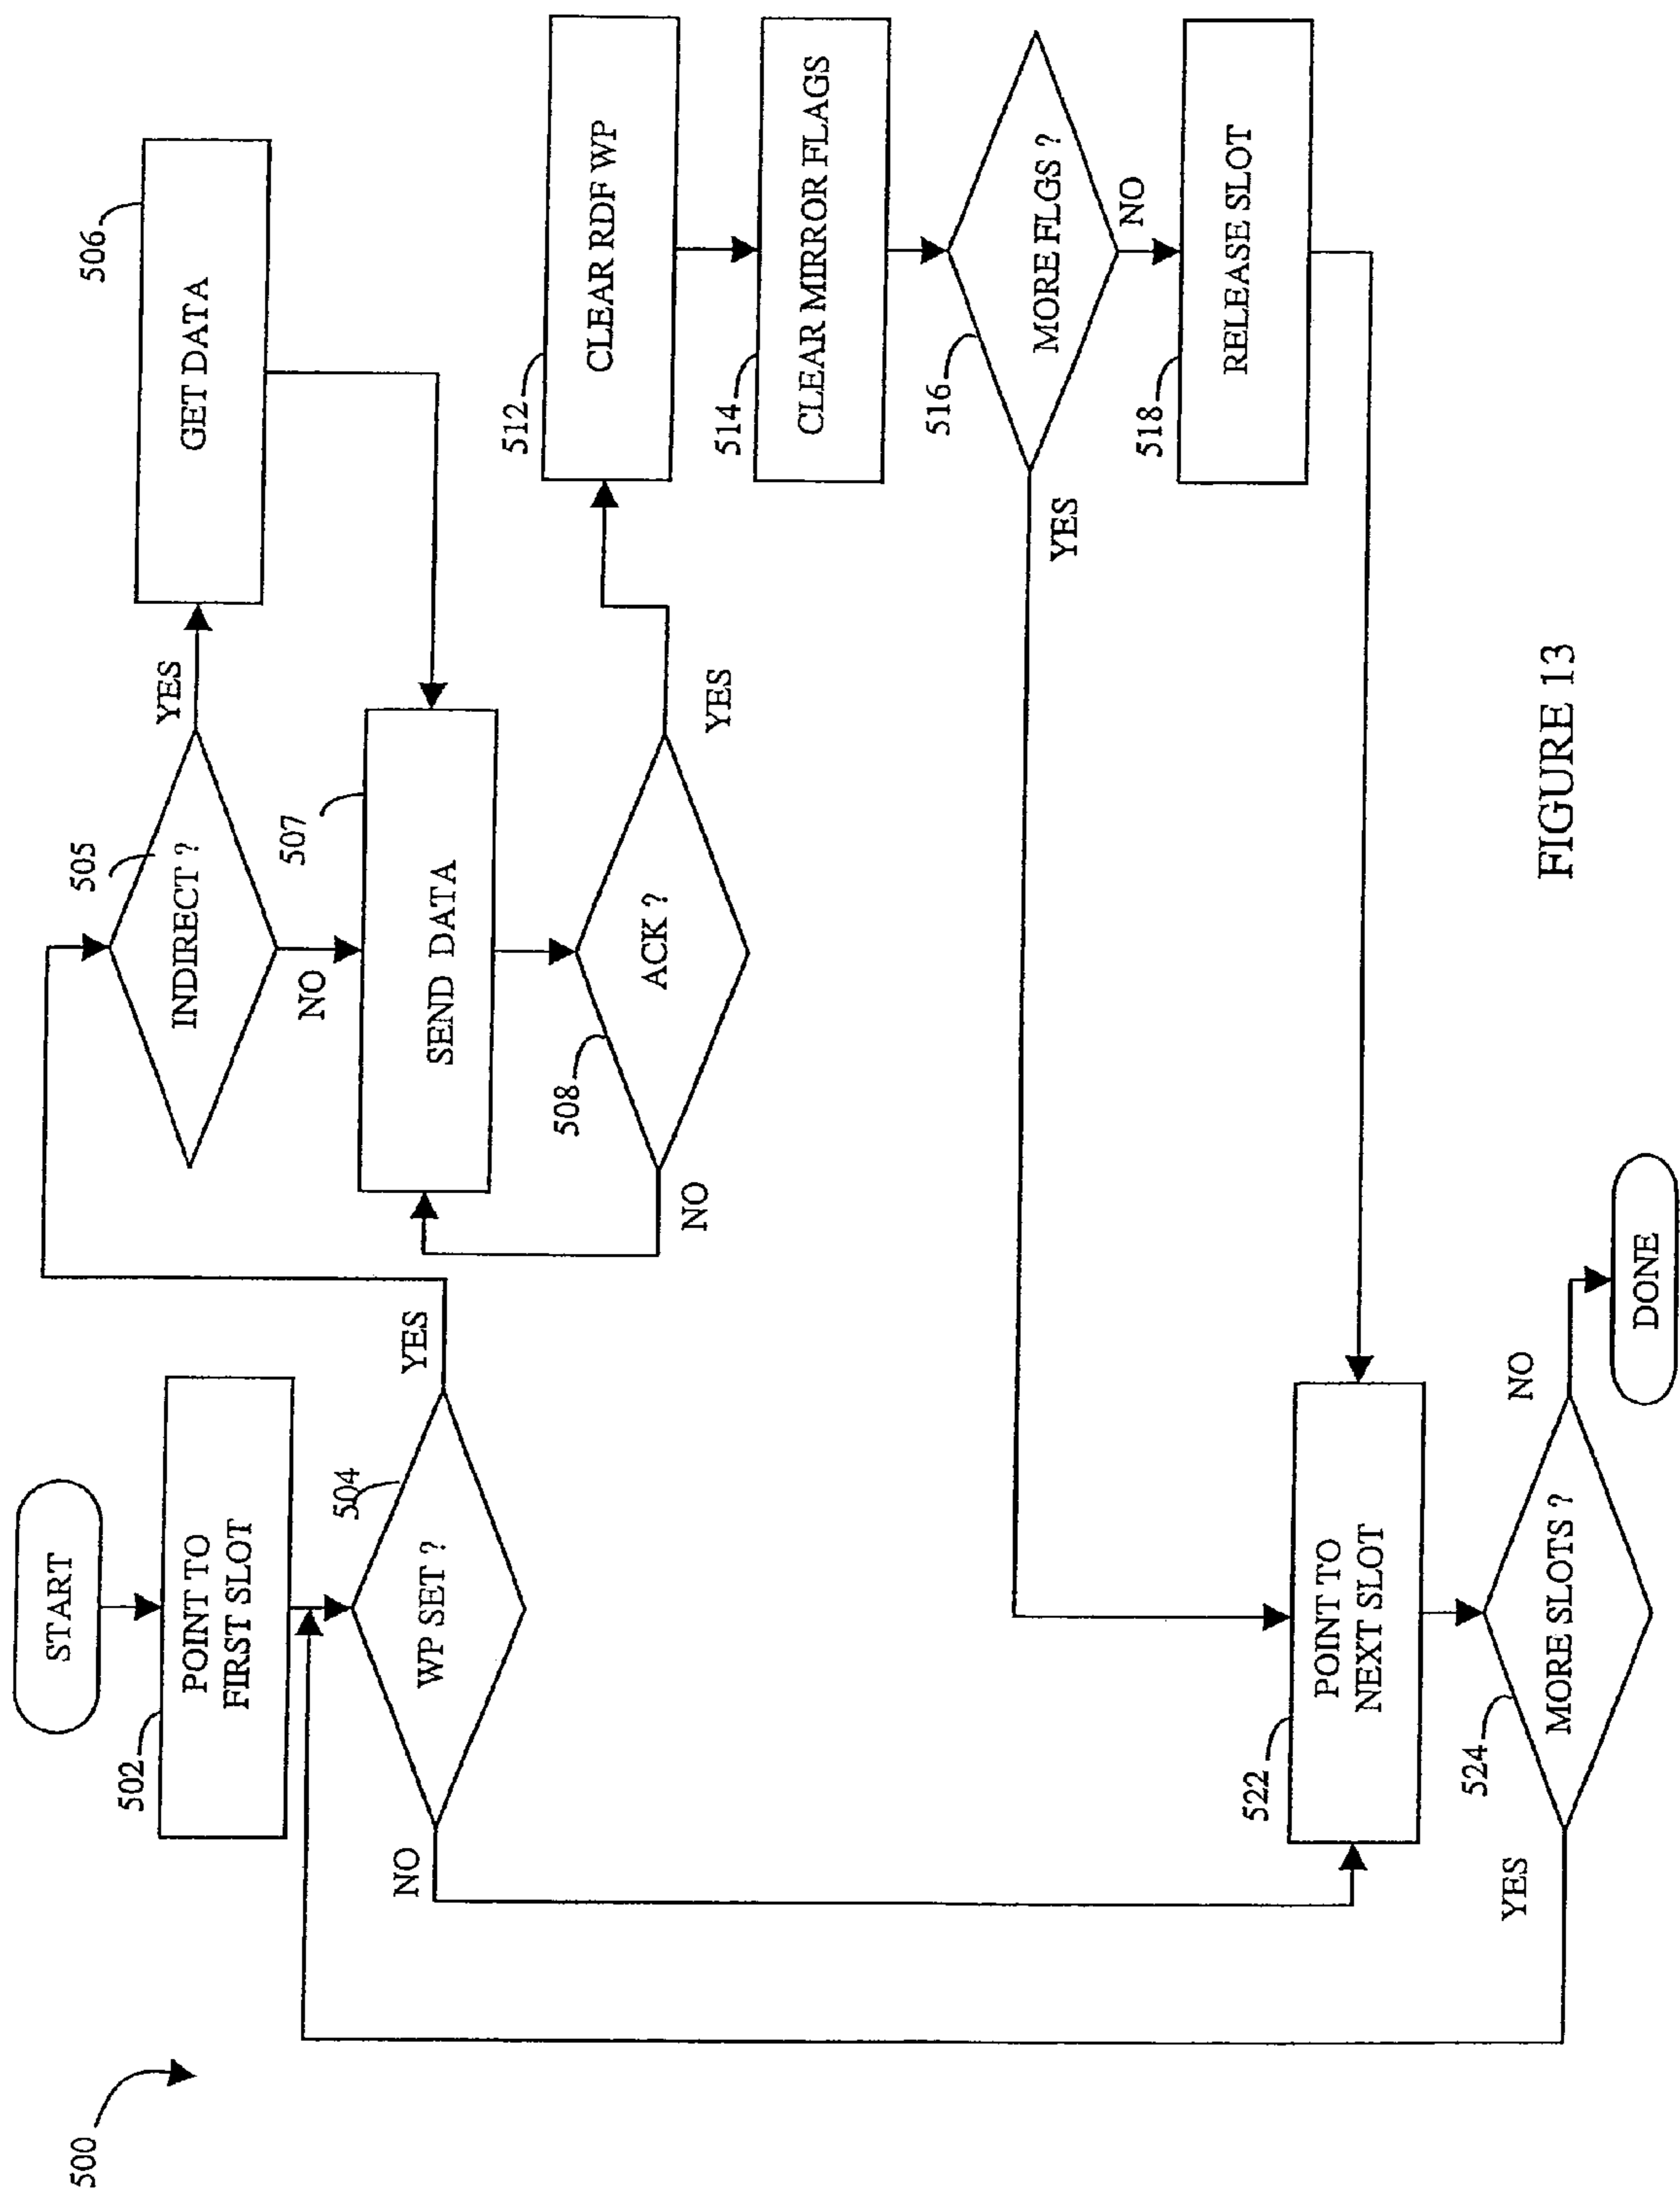 500
START
502
POINT TO
FIRST SLOT
504
WP SET ?
YES
NO
505
INDIRECT ?
YES
NO
506
GET DATA
507
SEND DATA
508
ACK ?
YES
NO
512
CLEAR RDF WP
514
CLEAR MIRROR FLAGS
516
MORE FLGS ?
YES
NO
518
RELEASE SLOT
522
POINT TO
NEXT SLOT
524
MORE SLOTS ?
YES
NO
DONE
FIGURE 13